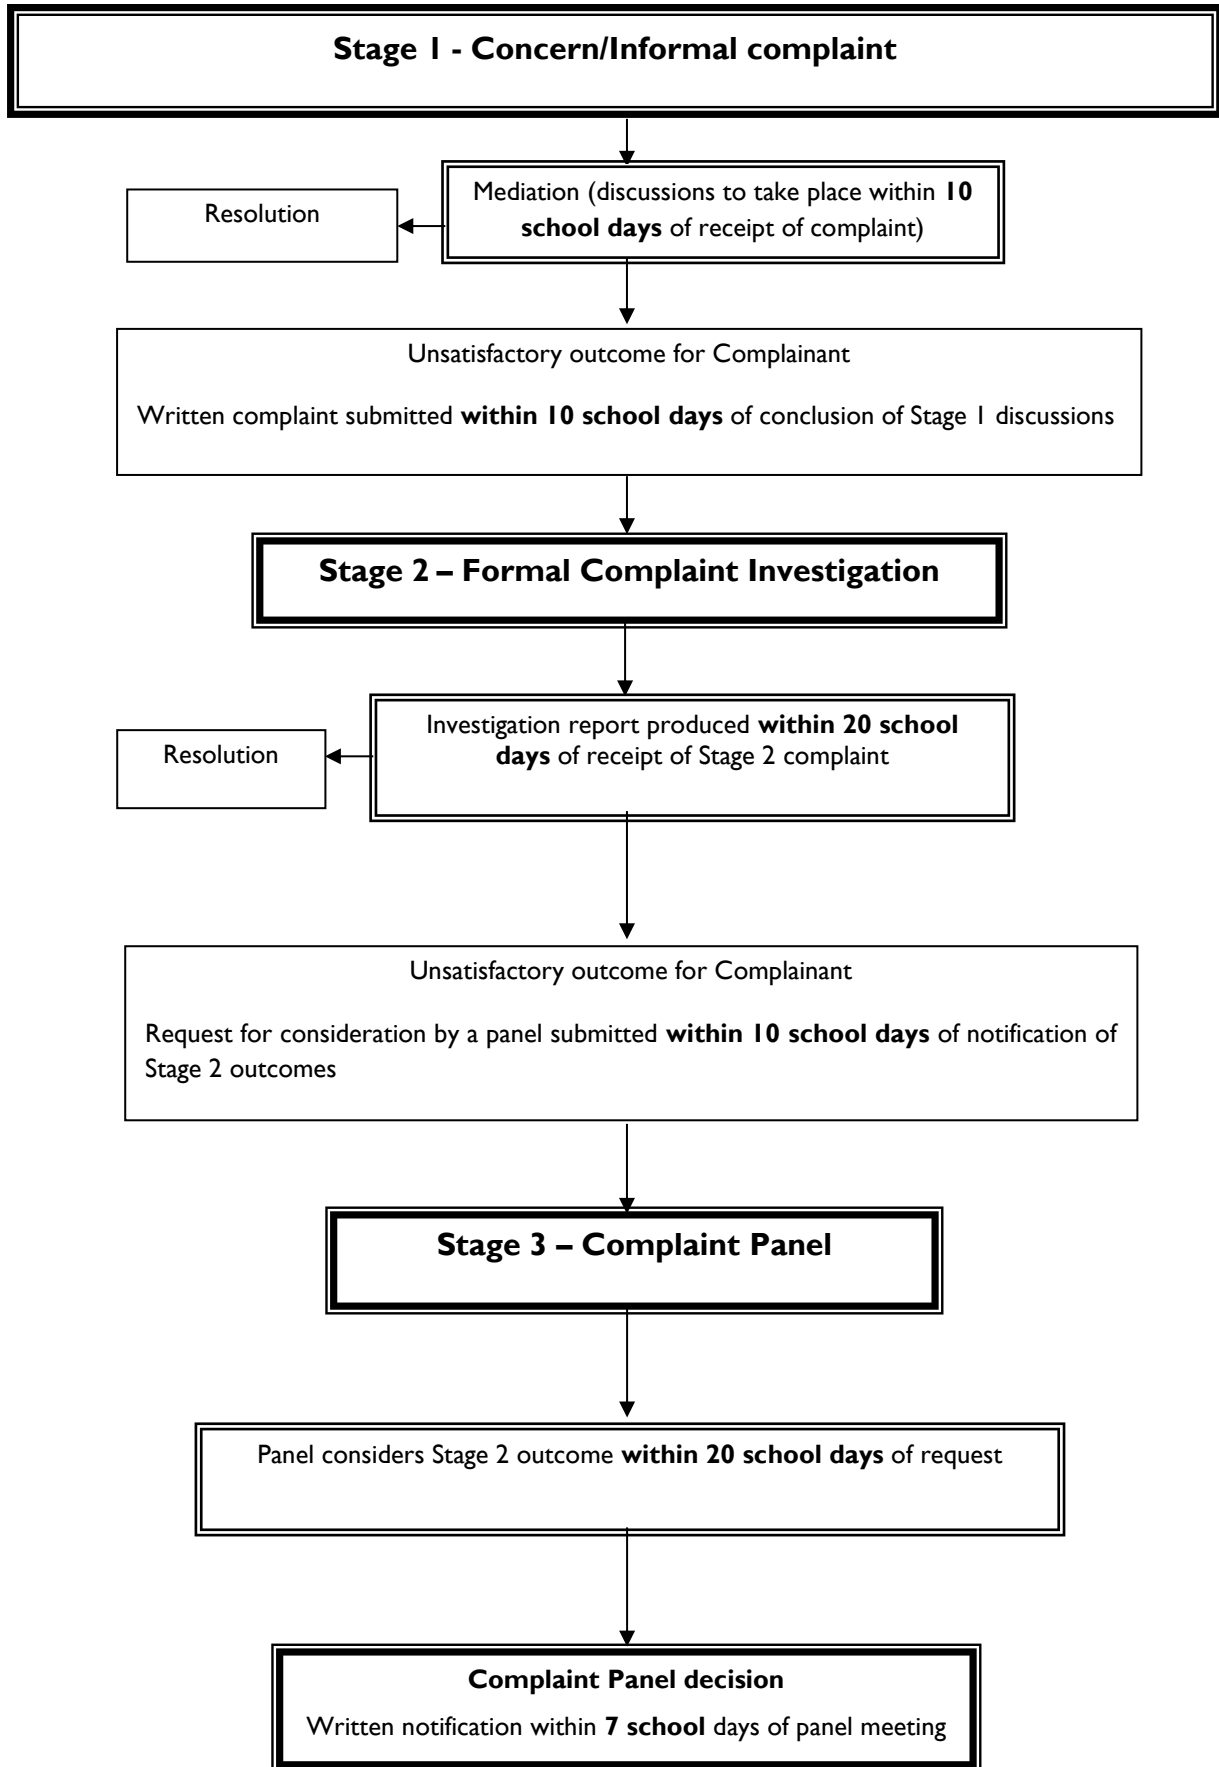 Stage 1 - Concern/Informal complaint
Mediation (discussions to take place within 10
school days of receipt of complaint)
Resolution
Unsatisfactory outcome for Complainant
Written complaint submitted within 10 school days of conclusion of Stage 1 discussions
Stage 2 – Formal Complaint Investigation
Investigation report produced within 20 school
days of receipt of Stage 2 complaint
Resolution
Unsatisfactory outcome for Complainant
Request for consideration by a panel submitted within 10 school days of notification of
Stage 2 outcomes
Stage 3 – Complaint Panel
Panel considers Stage 2 outcome within 20 school days of request
Complaint Panel decision
Written notification within 7 school days of panel meeting